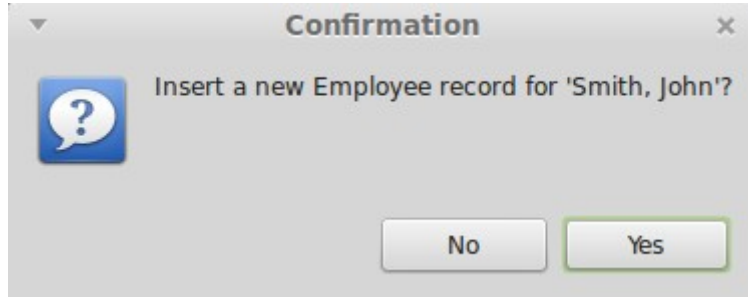 Confirmation
Insert a new Employee record for 'Smith, John'?
No Yes